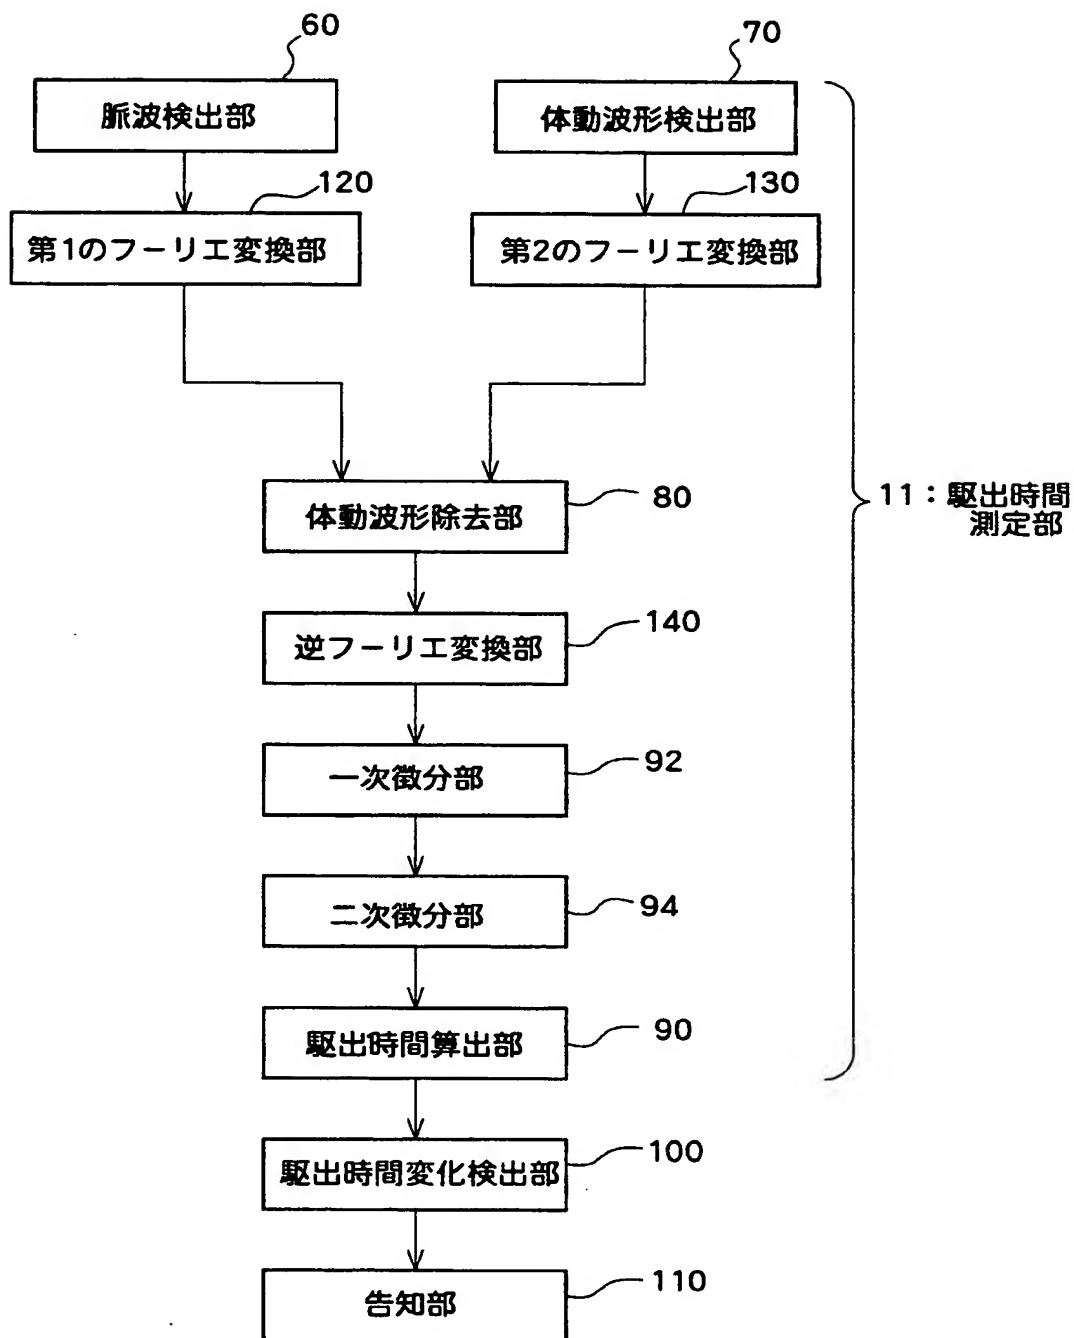 60
70
脈波検出部
体動波形検出部
120
130
第1のフーリエ変換部
第2のフーリエ変換部
体動波形除去部
80
11：駆出時間
測定部
逆フーリエ変換部
140
一次微分部
92
二次微分部
94
駆出時間算出部
90
駆出時間変化検出部
100
告知部
110